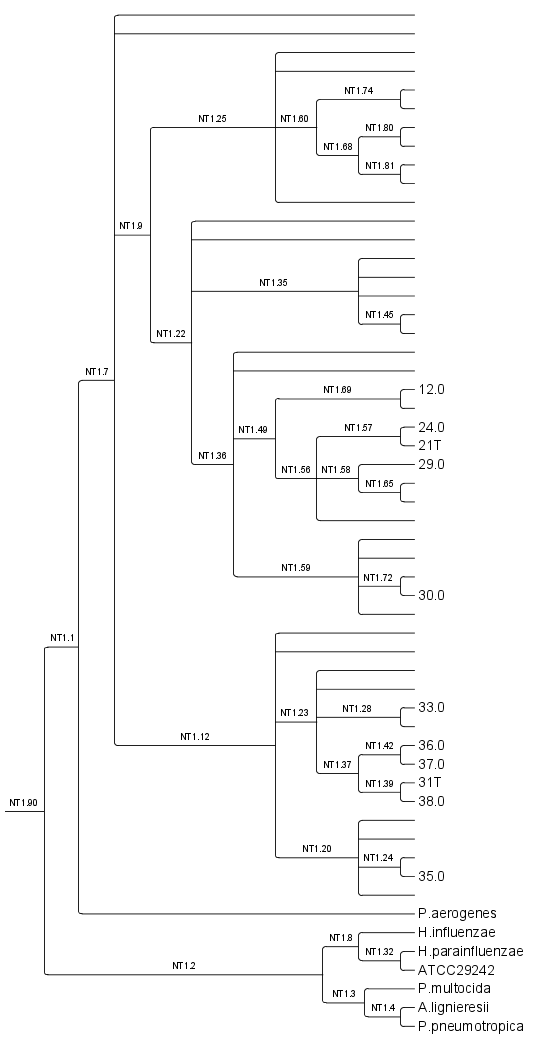 NT1.74
NT1.25
NT1.60
NT1.80
NT1.68
NT1.81
NT1.9
NT1.35
NT1.45
NT1.22
NT1.7
12.0
NT1.69
24.0
NT1.57
NT1.49
21T
NT1.36
29.0
NT1.56
NT1.58
NT1.65
NT1.59
NT1.72
30.0
NT1.1
33.0
NT1.28
NT1.23
NT1.12
36.0
NT1.42
37.0
NT1.37
31T
NT1.39
38.0
NT1.90
NT1.20
NT1.24
35.0
P.aerogenes
H.influenzae
NT1.8
H.parainfluenzae
NT1.32
NT1.2
ATCC29242
P.multocida
NT1.3
A.lignieresii
NT1.4
P.pneumotropica